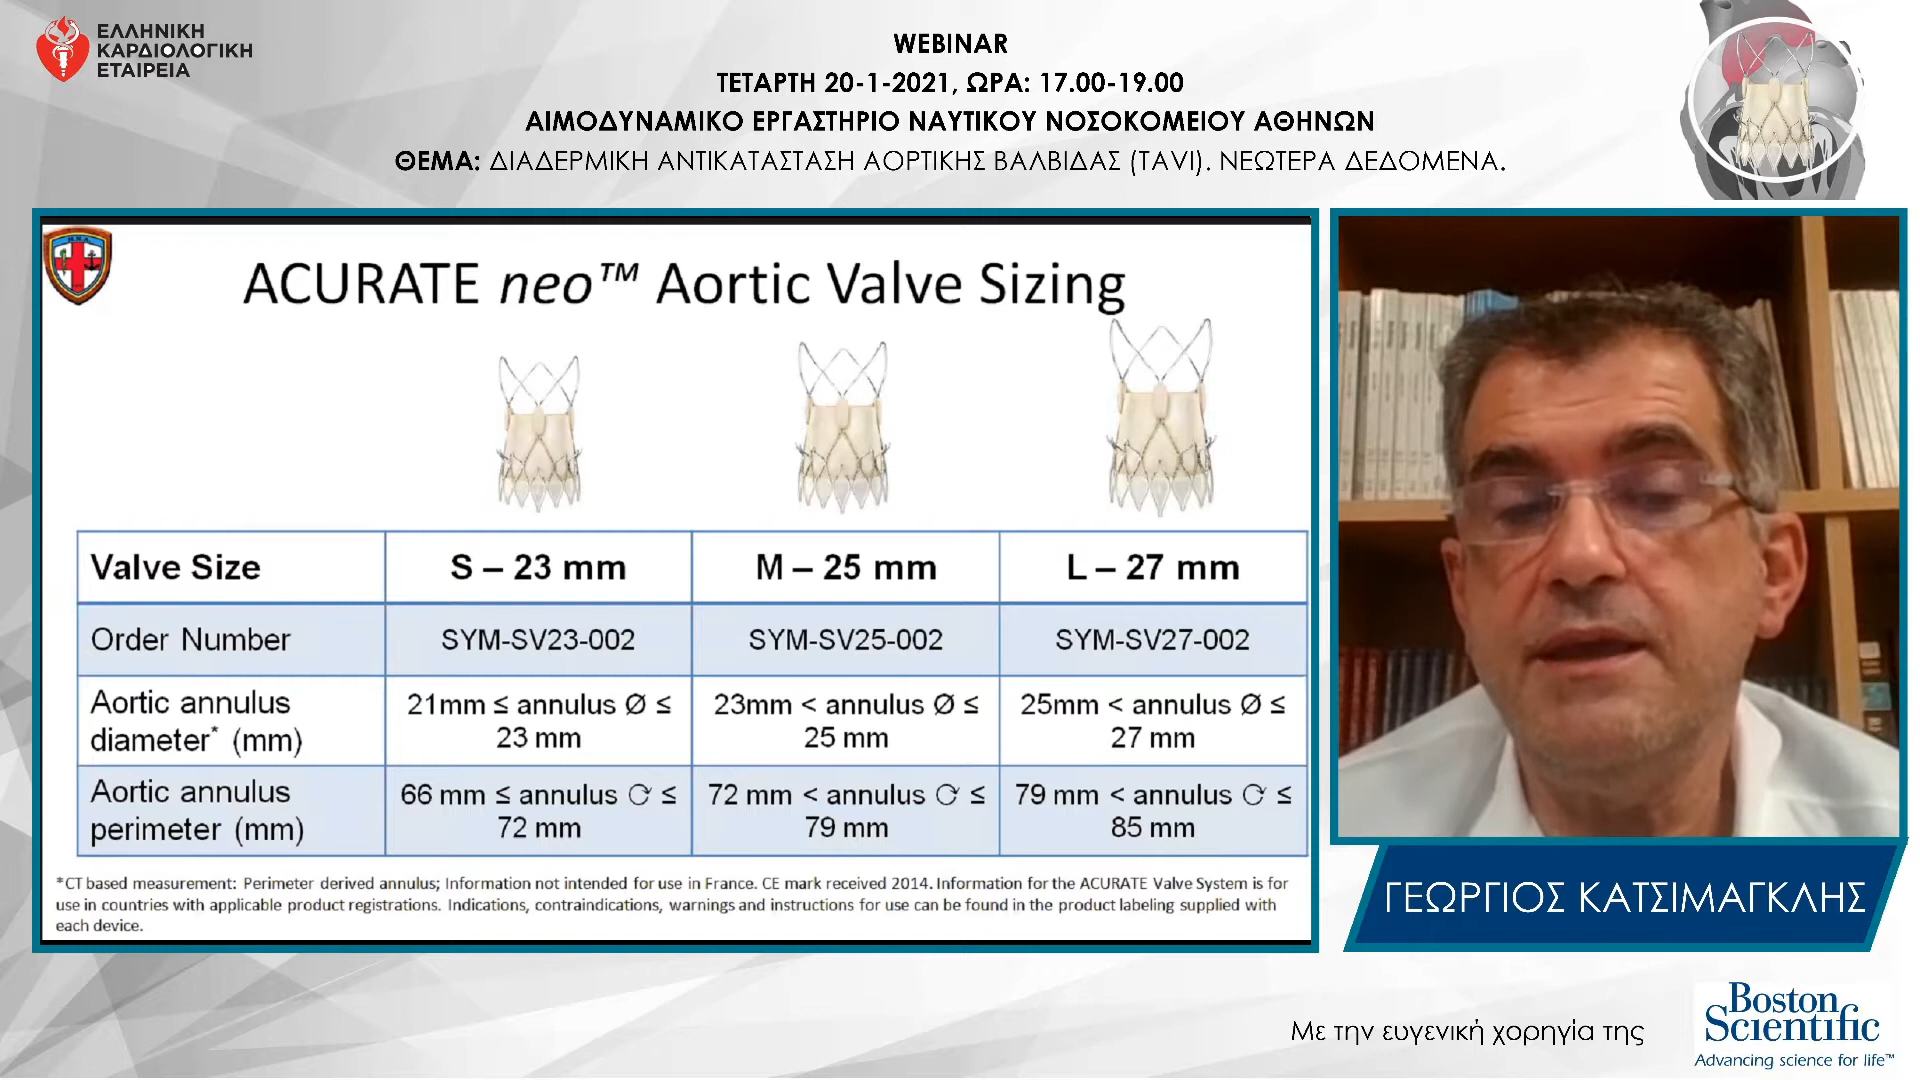 ΕΛΛΗΝΙΚΗ
ΚΑΡΔΙΟΛΟΓΙΚΗ
ΕΤΑΙΡΕΙΑ
WEBINAR
ΤΕΤΑΡΤΗ 20-1-2021, ΩΡΑ: 17.00-19.00
ΑΙΜΟΔΥΝΑΜΙΚΟ ΕΡΓΑΣΤΗΡΙΟ ΝΑΥΤΙΚΟΥ ΝΟΣΟΚΟΜΕΙΟΥ ΑΘΗΝΩΝ
ΘΕΜΑ: ΔΙΑΔΕΡΜΙΚΗ ΑΝΤΙΚΑΤΑΣΤΑΣΗ ΑΟΡΤΙΚΗΣ ΒΑΛΒΙΔΑΣ (TAVI). ΝΕΩΤΕΡΑ ΔΕΔΟΜΕΝΑ.
ACURATE neo™ Aortic Valve Sizing
Valve Size S – 23 mm M – 25 mm L – 27 mm
Order Number SYM-SV23-002 SYM-SV25-002 SYM-SV27-002
Aortic annulus diameter* (mm) 21mm ≤ annulus Ø ≤ 23 mm 23mm < annulus Ø ≤ 25 mm 25mm < annulus Ø ≤ 27 mm
Aortic annulus perimeter (mm) 66 mm ≤ annulus ⟳ ≤ 72 mm 72 mm < annulus ⟳ ≤ 79 mm 79 mm < annulus ⟳ ≤ 85 mm
*CT based measurement: Perimeter derived annulus; Information not intended for use in France. CE mark received 2014. Information for the ACURATE Valve System is for
use in countries with applicable product registrations. Indications, contraindications, warnings and instructions for use can be found in the product labeling supplied with
each device.
ΓΕΩΡΓΙΟΣ ΚΑΤΣΙΜΑΓΚΛΗΣ
Με την ευγενική χορηγία της
Boston
Scientific
Advancing science for life™